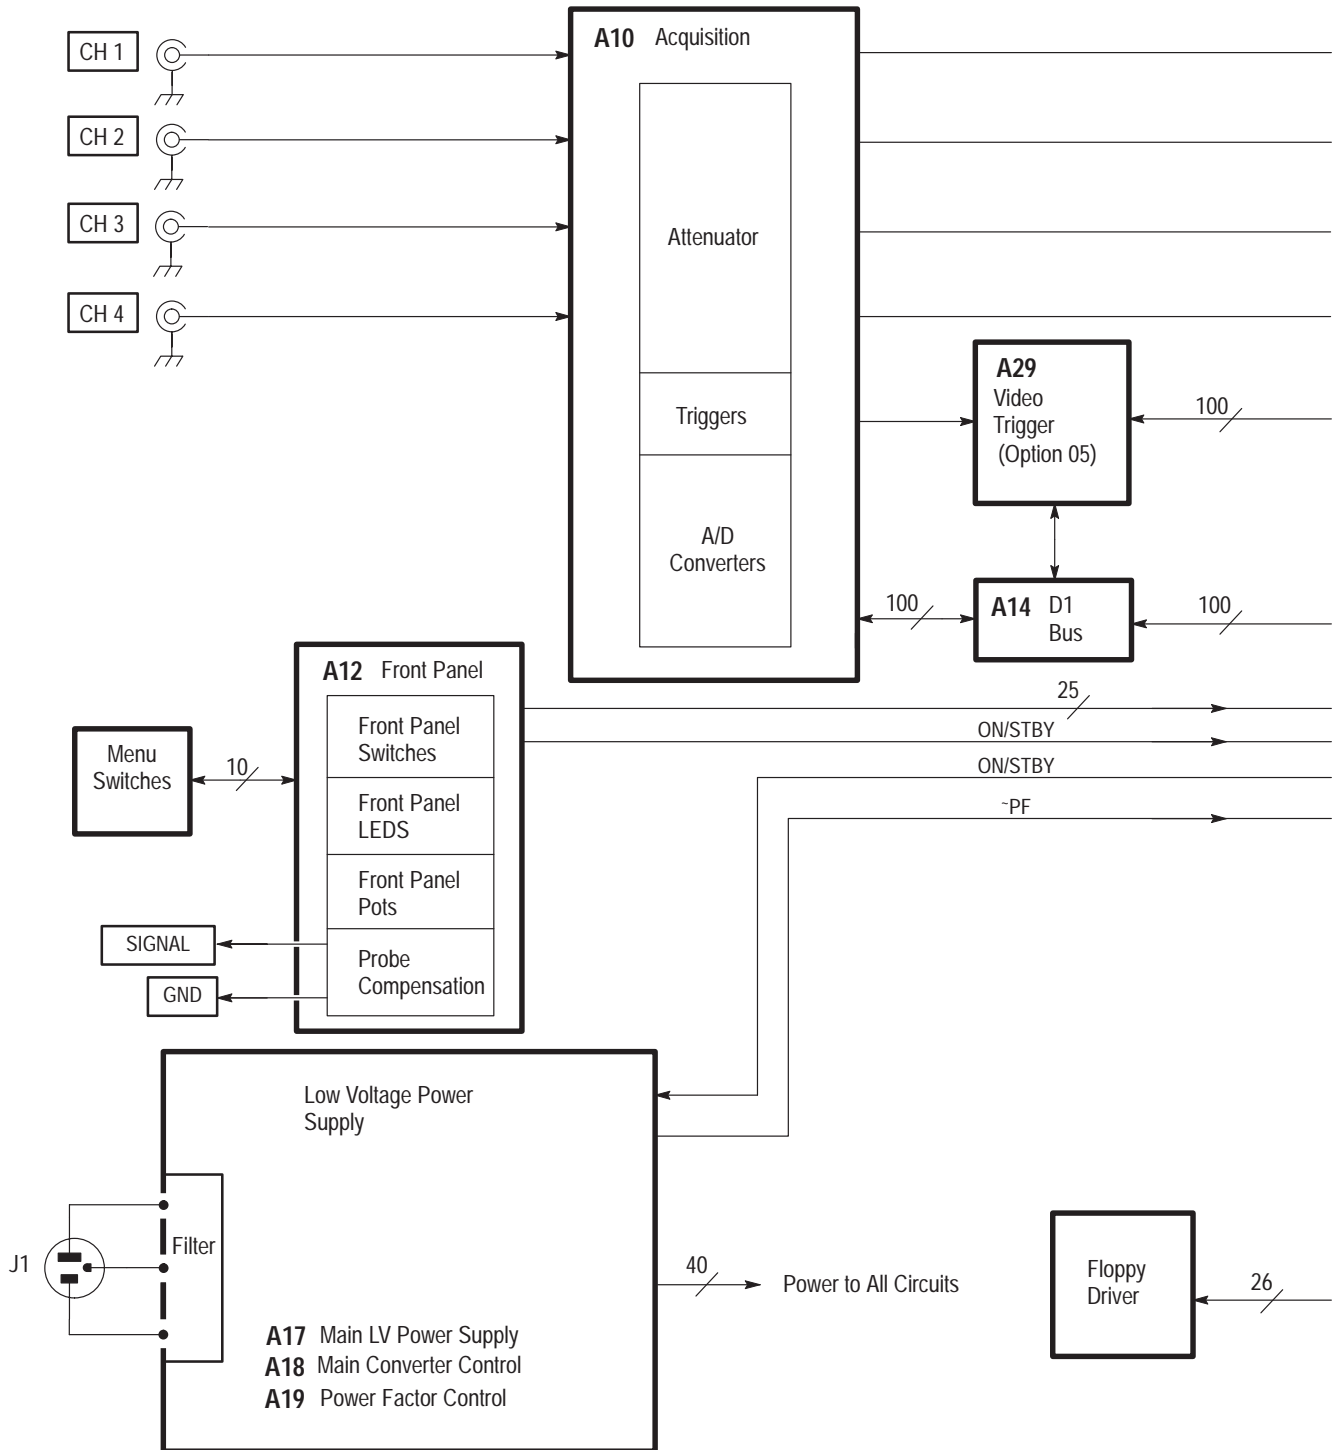 CH 1
CH 2
CH 3
CH 4
A10 Acquisition
Attenuator
Triggers
A/D
Converters
A29
Video
Trigger
(Option 05)
100
100
A14 D1
Bus
100
A12 Front Panel
Front Panel
Switches
Front Panel
LEDS
Front Panel
Pots
Probe
Compensation
Menu
Switches
10
SIGNAL
GND
25
ON/STBY
ON/STBY
~PF
Low Voltage Power
Supply
J1
Filter
A17 Main LV Power Supply
A18 Main Converter Control
A19 Power Factor Control
40
Power to All Circuits
Floppy
Driver
26